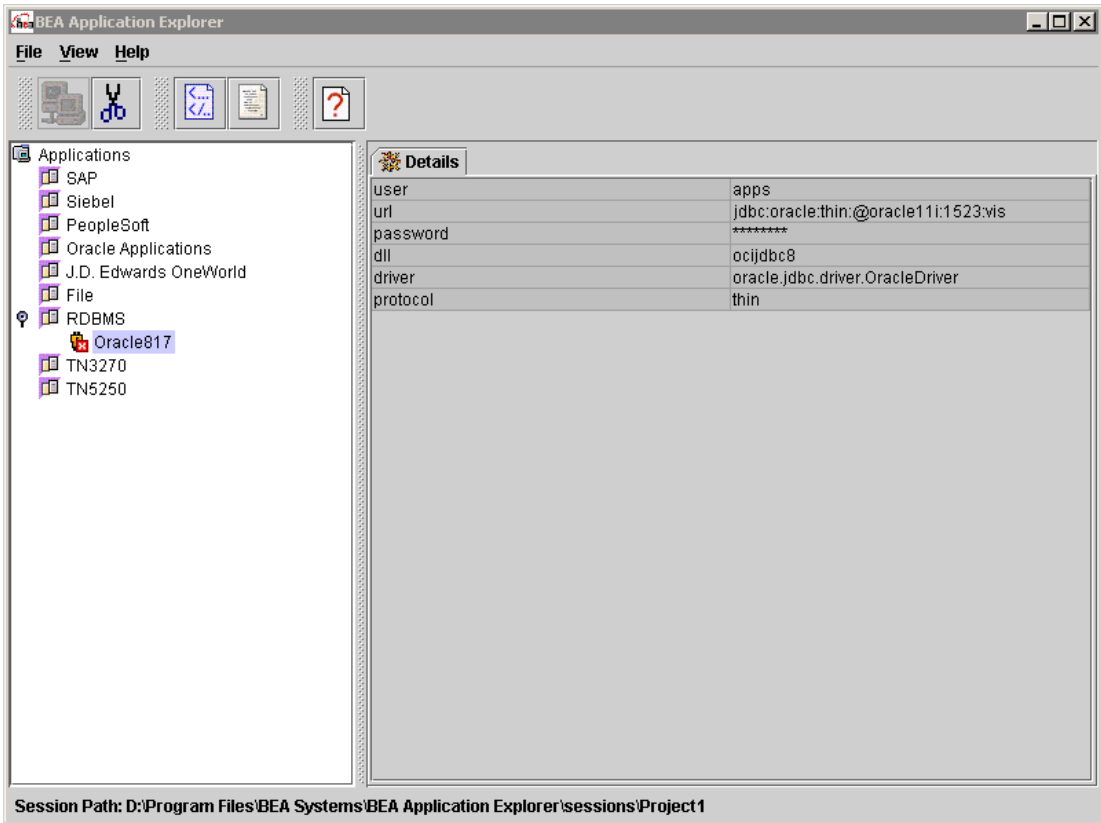 bea BEA Application Explorer
File View Help
Applications
SAP
Siebel
PeopleSoft
Oracle Applications
J.D. Edwards OneWorld
File
RDBMS
Oracle817
TN3270
TN5250
Details
user apps
url jdbc:oracle:thin:@oracle11i:1523:vis
password ********
dll ocijdbc8
driver oracle.jdbc.driver.OracleDriver
protocol thin
Session Path: D:\Program Files\BEA Systems\BEA Application Explorer\sessions\Project1